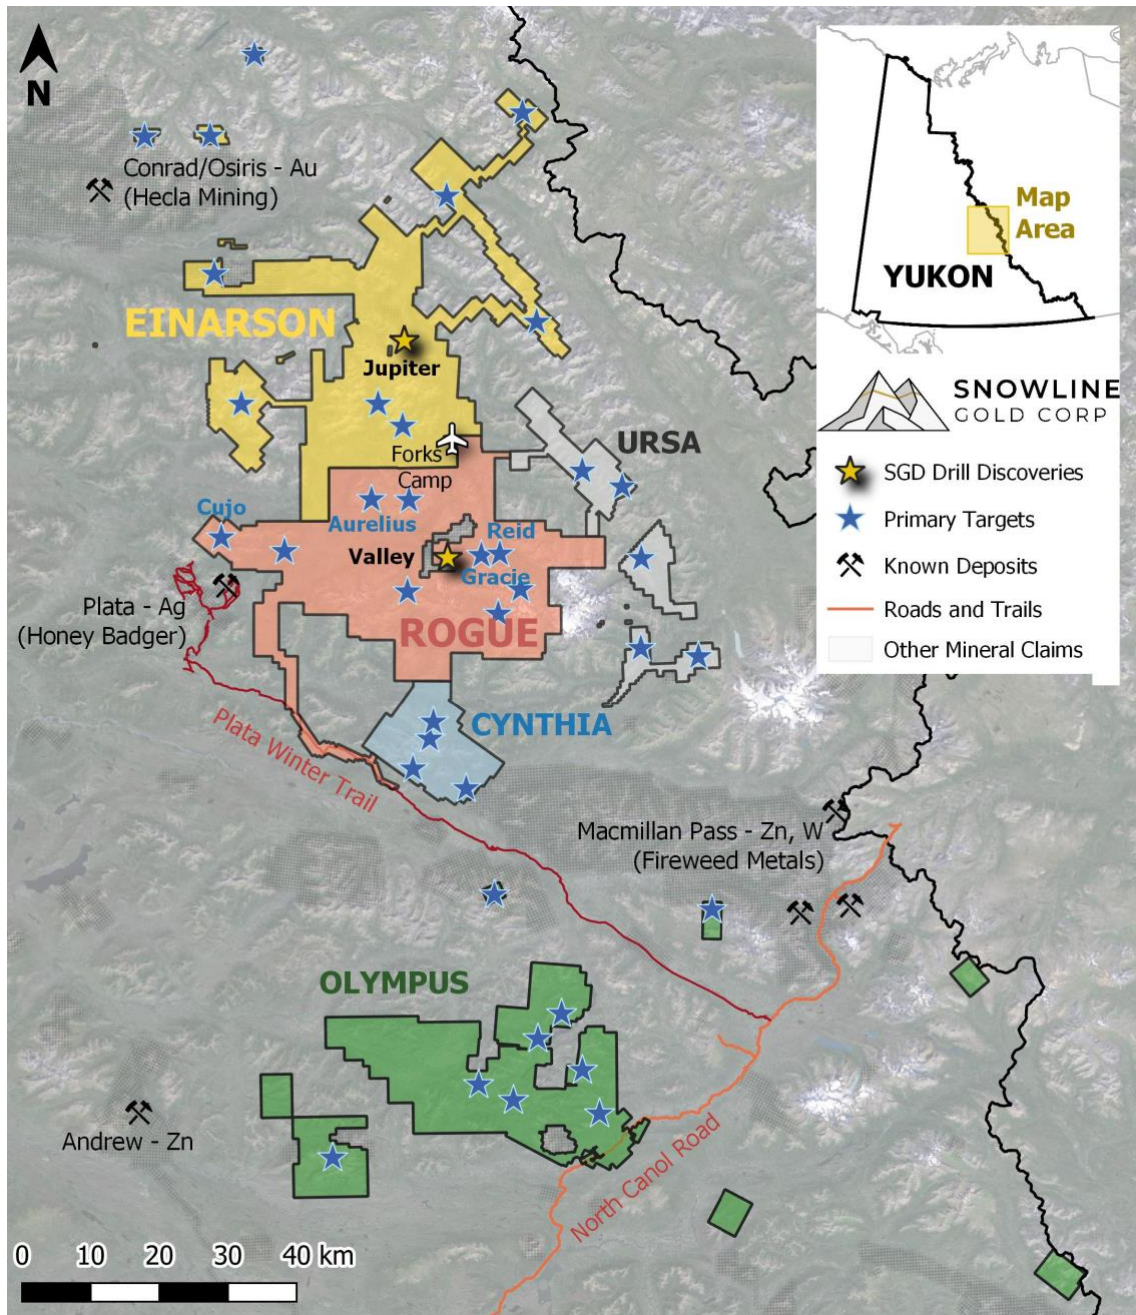 N
Conrad/Osiris - Au
(Hecla Mining)
EINARSON
Jupiter
Forks
Camp
URSA
Cujo
Aurelius
Valley
Reid
Gracie
ROGUE
Plata - Ag
(Honey Badger)
CYNTHIA
Plata Winter Trail
Macmillan Pass - Zn, W
(Fireweed Metals)
OLYMPUS
Andrew - Zn
North Canol Road
0 10 20 30 40 km
Map
Area
YUKON
SNOWLINE
GOLD CORP
SGD Drill Discoveries
Primary Targets
Known Deposits
Roads and Trails
Other Mineral Claims